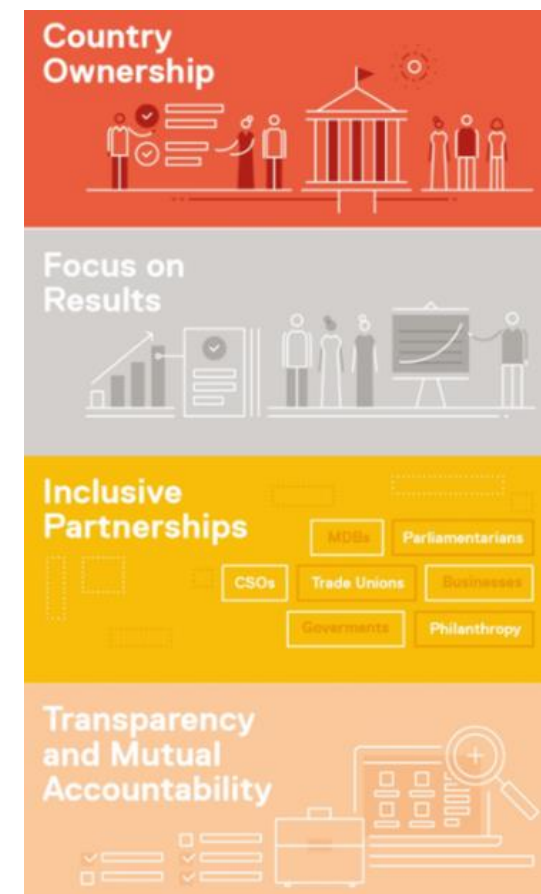 Country
Ownership
Focus on
Results
Inclusive
Partnerships
MDBs
Parliamentarians
CSOs
Trade Unions
Businesses
Goverments
Philanthropy
Transparency
and Mutual
Accountability